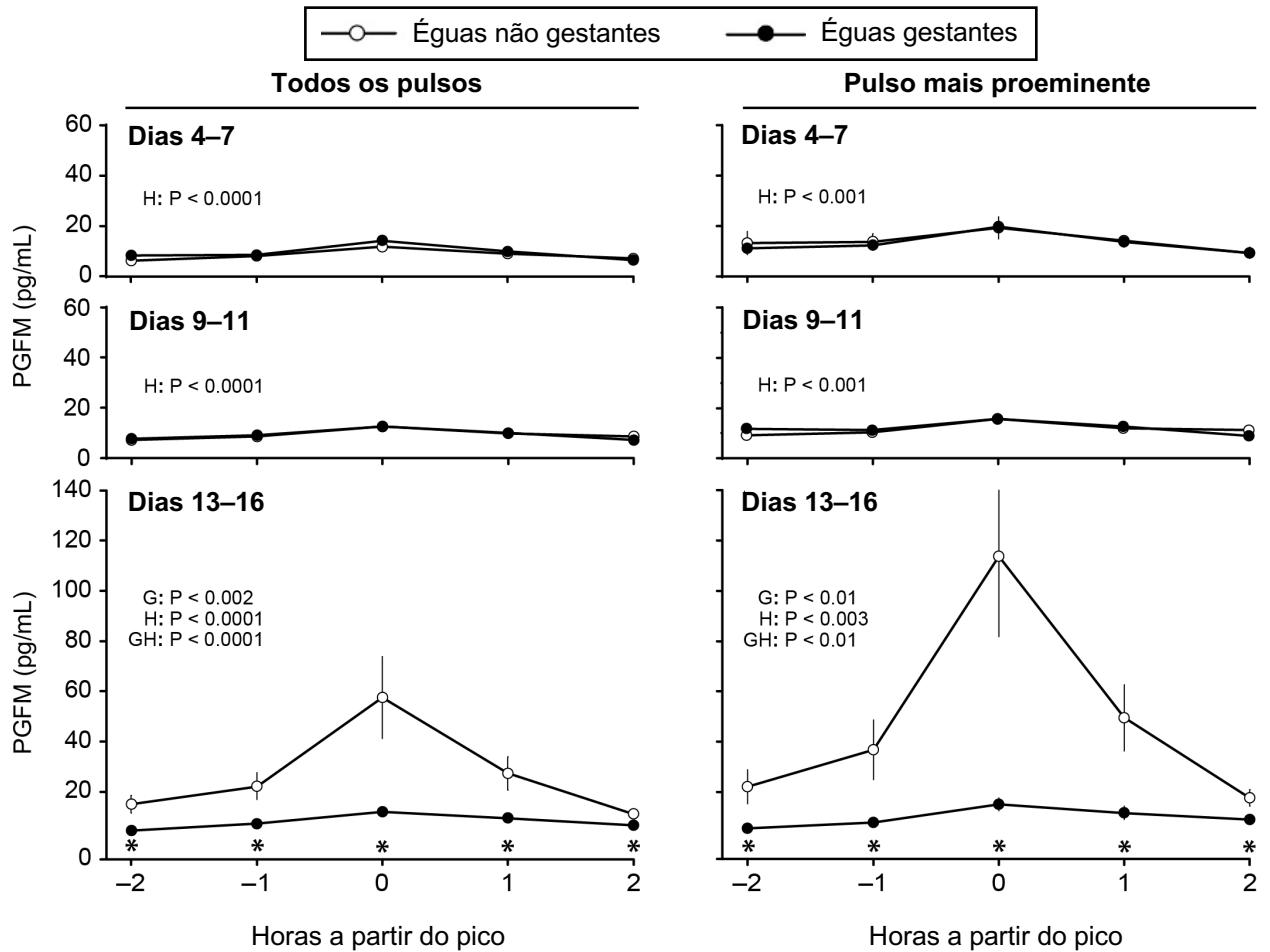 Éguas não gestantes
Éguas gestantes
Todos os pulsos
Pulso mais proeminente
PGFM (pg/mL)
60
40
20
0
Dias 4–7
H: P < 0.0001
Dias 4–7
H: P < 0.001
60
40
20
0
Dias 9–11
H: P < 0.0001
Dias 9–11
H: P < 0.001
PGFM (pg/mL)
140
120
100
80
60
40
20
0
Dias 13–16
G: P < 0.002
H: P < 0.0001
GH: P < 0.0001
* * * * *
–2 –1 0 1 2
Horas a partir do pico
Dias 13–16
G: P < 0.01
H: P < 0.003
GH: P < 0.01
* * * * *
–2 –1 0 1 2
Horas a partir do pico